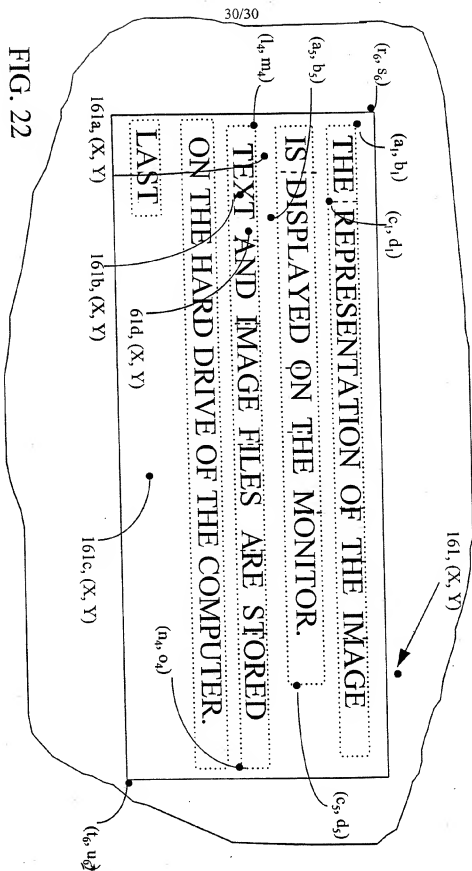 30/30
(r6, s6)
(a1, b1)
(c1, d1)
(a5, b5)
(l4, m4)
161, (X, Y)
THE REPRESENTATION OF THE IMAGE
IS DISPLAYED ON THE MONITOR.
TEXT AND IMAGE FILES ARE STORED
ON THE HARD DRIVE OF THE COMPUTER.
LAST
161a, (X, Y)
161b, (X, Y)
61d, (X, Y)
161c, (X, Y)
(n4, o4)
(c5, d5)
(t6, u6)
FIG. 22